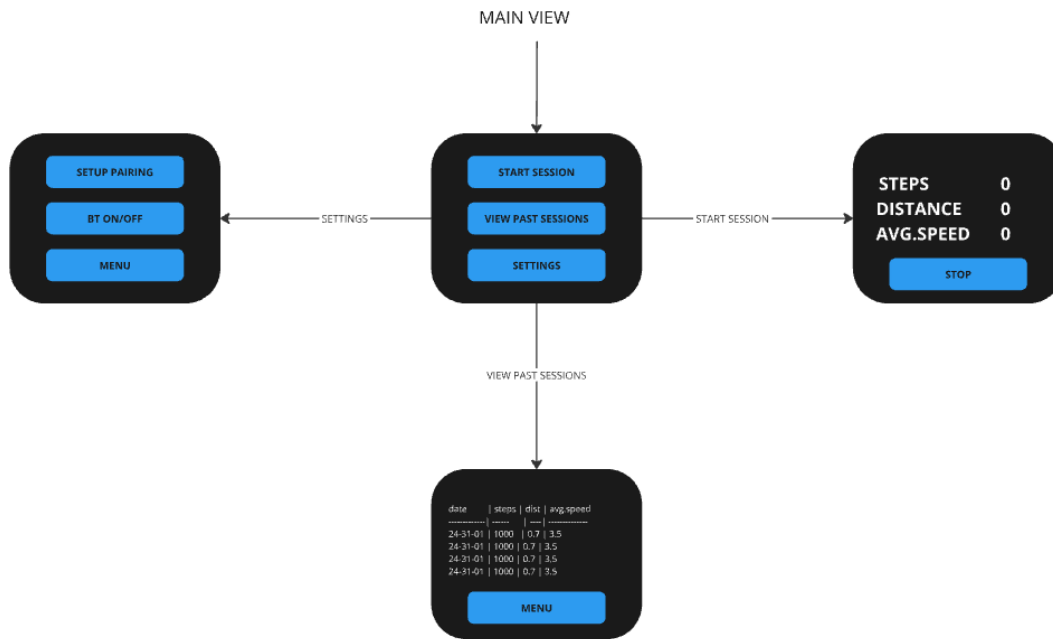 MAIN VIEW
SETUP PAIRING
BT ON/OFF
MENU
SETTINGS
START SESSION
VIEW PAST SESSIONS
SETTINGS
START SESSION
STEPS 0
DISTANCE 0
AVG.SPEED 0
STOP
VIEW PAST SESSIONS
date | steps | dist | avg.speed
-------------| ------ | ----| --------------
24-31-01 | 1000 | 0.7 | 3.5
24-31-01 | 1000 | 0.7 | 3.5
24-31-01 | 1000 | 0.7 | 3.5
24-31-01 | 1000 | 0.7 | 3.5
MENU